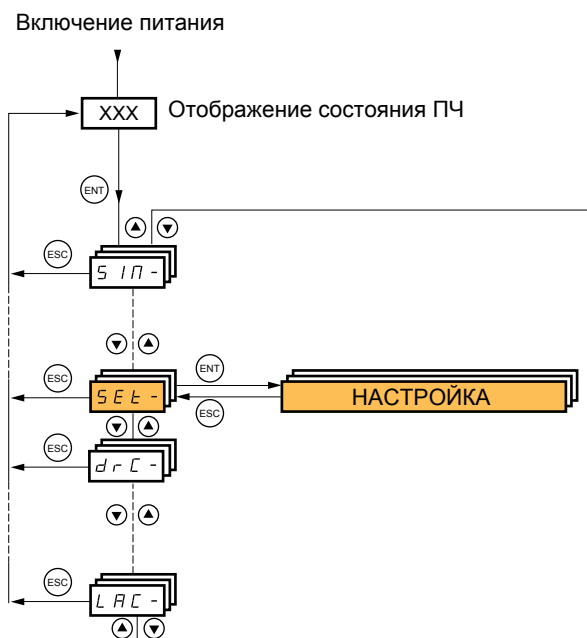 Включение питания
XXX Отображение состояния ПЧ
ENT
ESC
SIM-
ESC
ENT
SEt-
НАСТРОЙКА
ESC
ESC
drC-
ESC
LAC-